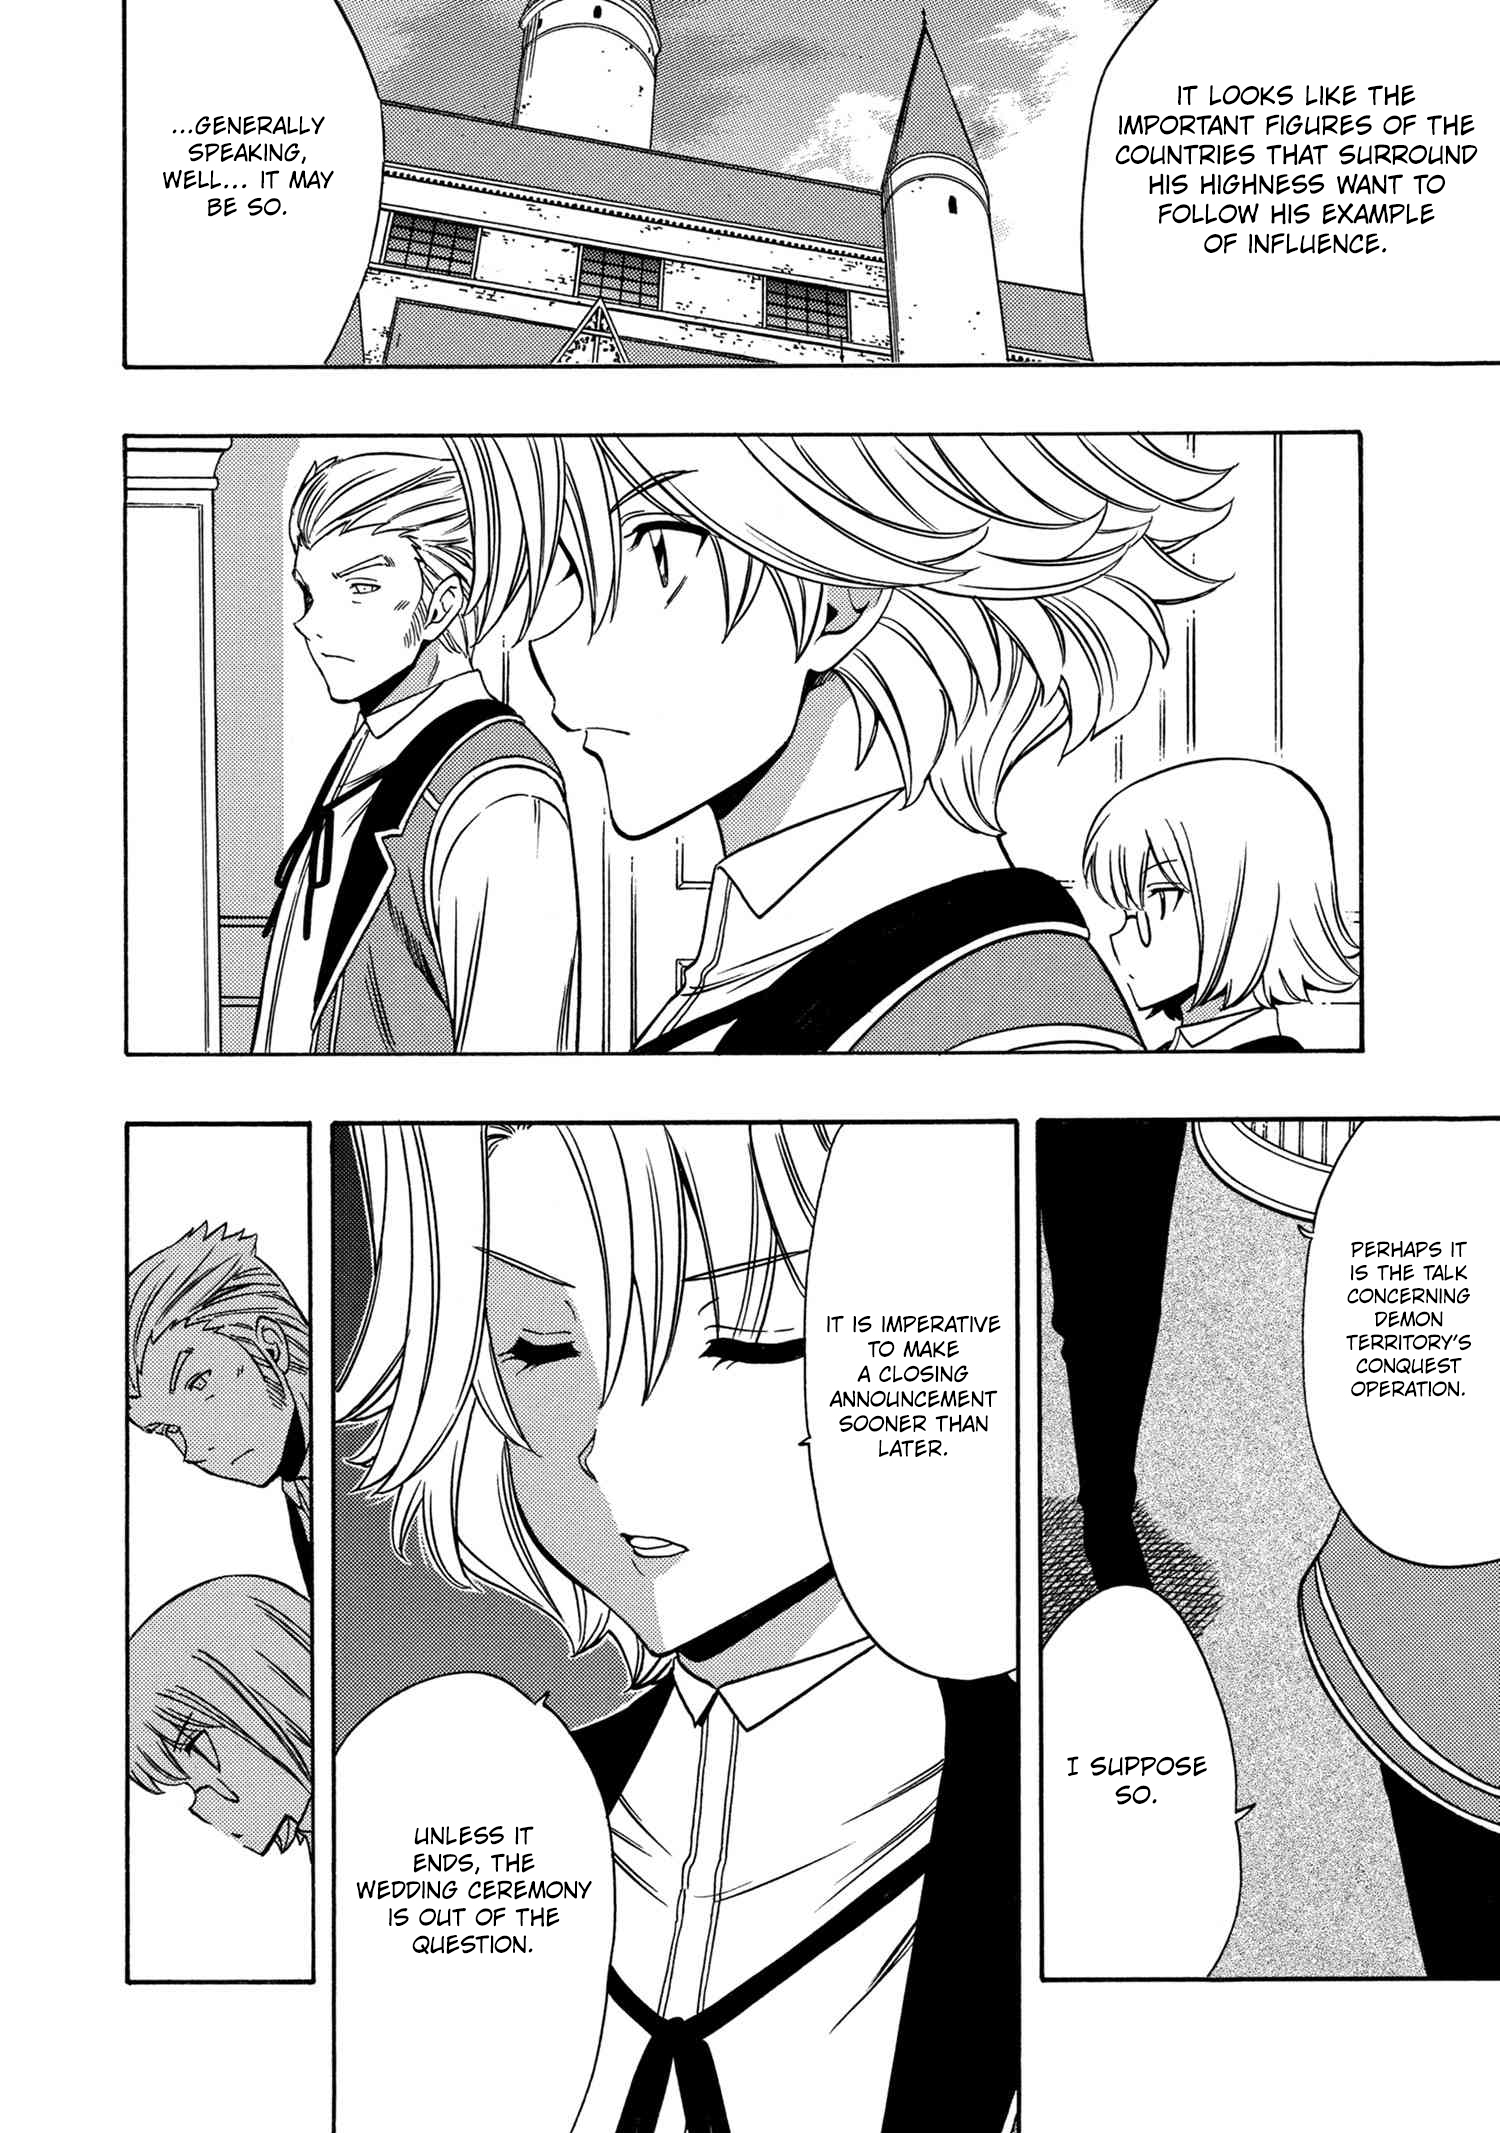 IT LOOKS LIKE THE
IMPORTANT FIGURES OF THE
COUNTRIES THAT SURROUND
HIS HIGHNESS WANT TO
FOLLOW HIS EXAMPLE
OF INFLUENCE.
...GENERALLY
SPEAKING,
WELL... IT MAY
BE SO.
PERHAPS IT
IS THE TALK
CONCERNING
DEMON
TERRITORY'S
CONQUEST
OPERATION.
I SUPPOSE
SO.
IT IS IMPERATIVE
TO MAKE
A CLOSING
ANNOUNCEMENT
SOONER THAN
LATER.
UNLESS IT
ENDS, THE
WEDDING CEREMONY
IS OUT OF THE
QUESTION.